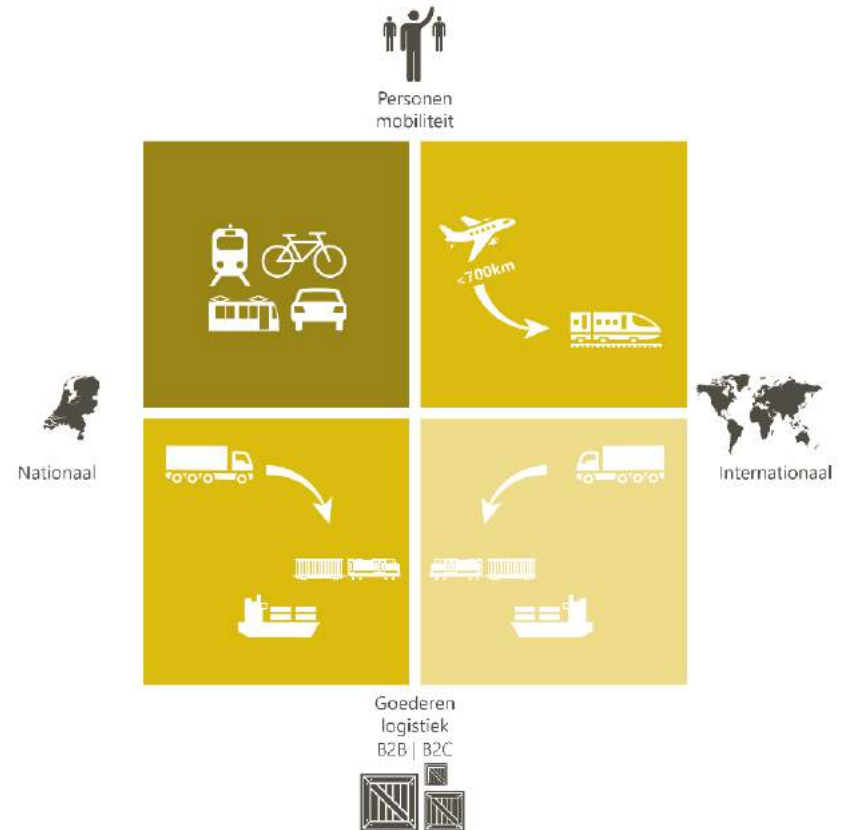 Personen
mobiliteit
<700km
Nationaal
Internationaal
Goederen
logistiek
B2B | B2C